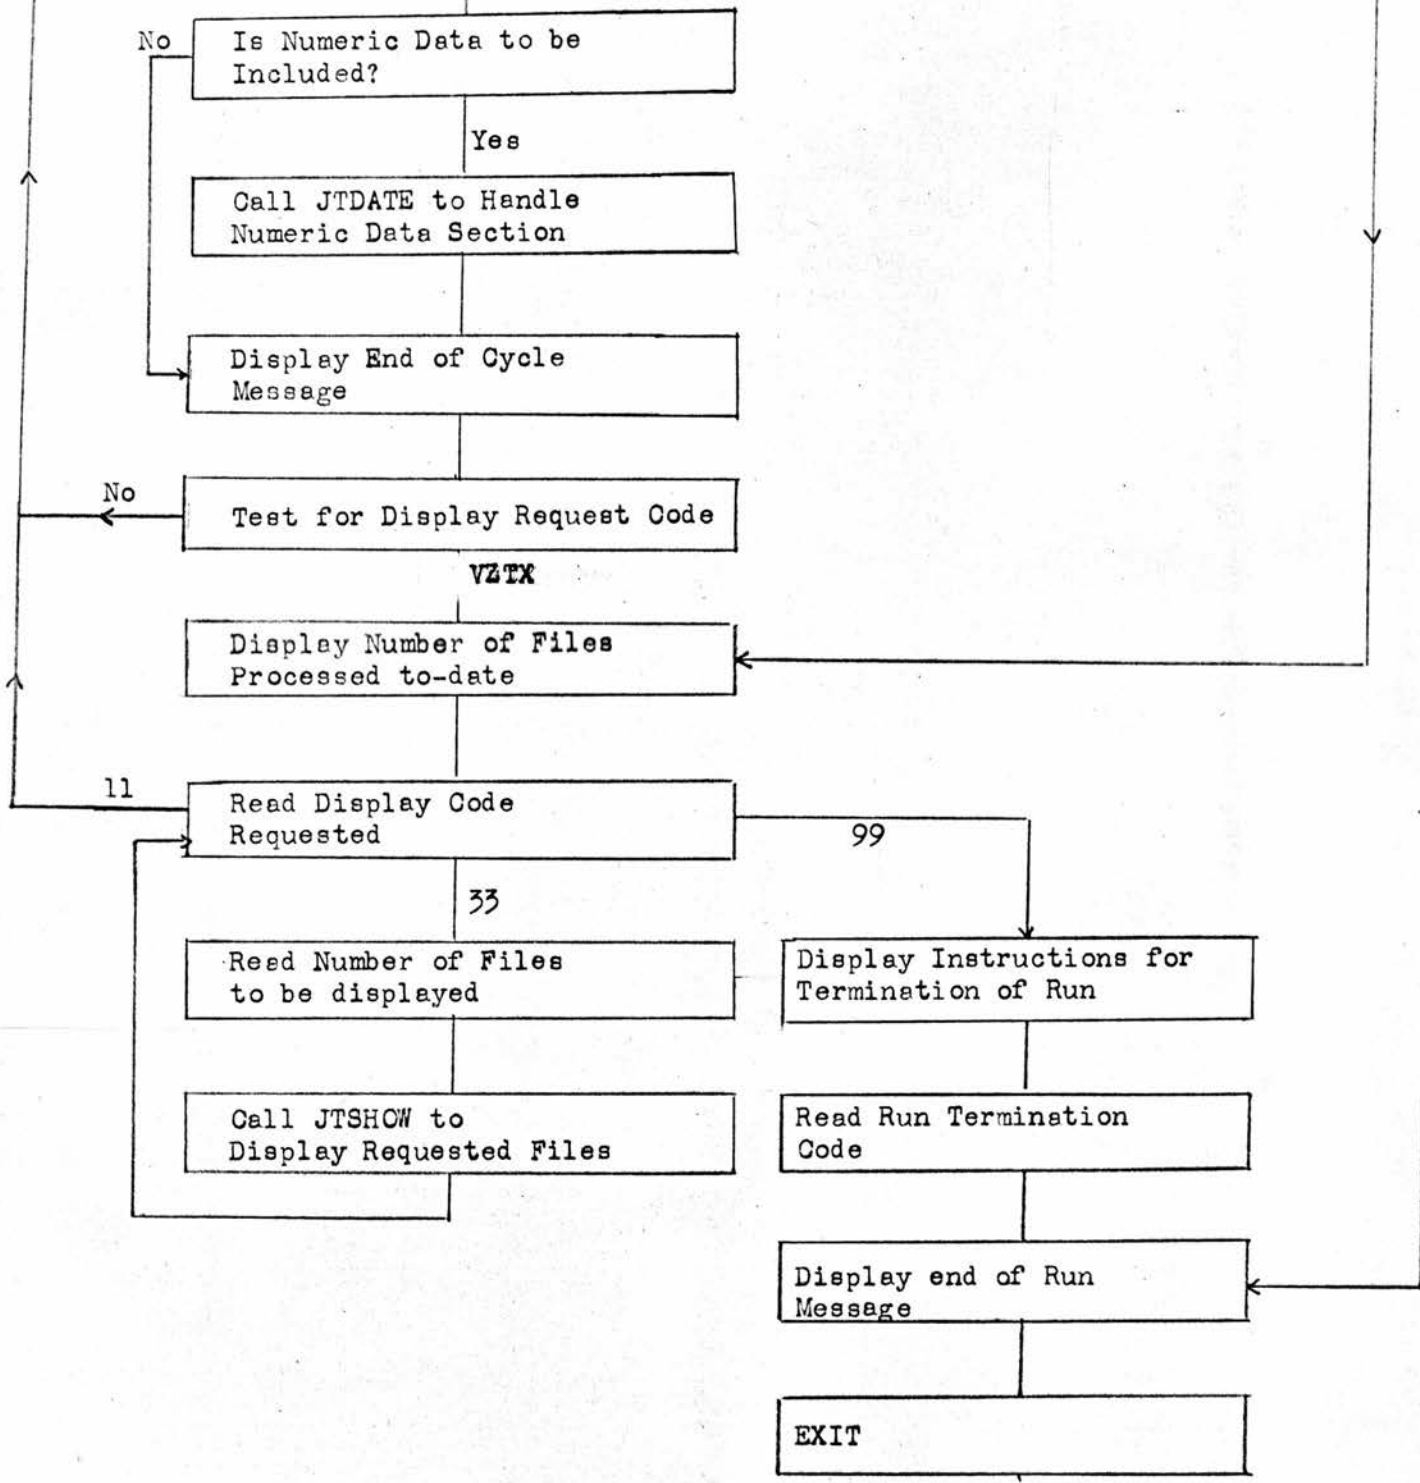 No
Is Numeric Data to be
Included?
Yes
Call JTDATE to Handle
Numeric Data Section
Display End of Cycle
Message
No
Test for Display Request Code
VZTX
Display Number of Files
Processed to-date
11
Read Display Code
Requested
99
33
Read Number of Files
to be displayed
Display Instructions for
Termination of Run
Call JTSHOW to
Display Requested Files
Read Run Termination
Code
Display end of Run
Message
EXIT